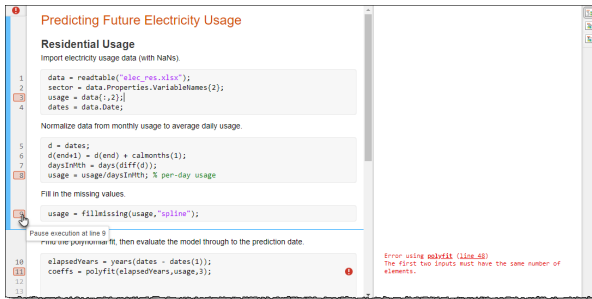 Predicting Future Electricity Usage
Residential Usage
Import electricity usage data (with NaNs).
1 data = readtable("elec_res.xlsx");
2 sector = data.Properties.VariableNames(2);
3 usage = data{:,2};
4 dates = data.Date;
Normalize data from monthly usage to average daily usage.
5 d = dates;
6 d(end+1) = d(end) + calmonths(1);
7 daysInMth = days(diff(d));
8 usage = usage/daysInMth; % per-day usage
Fill in the missing values.
9 usage = fillmissing(usage,"spline");
Pause execution at line 9
Find the polynomial fit, then evaluate the model through to the prediction date.
10 elapsedYears = years(dates - dates(1));
11 coeffs = polyfit(elapsedYears,usage,3);
12
13
Error using polyfit (line 48)
The first two inputs must have the same number of
elements.